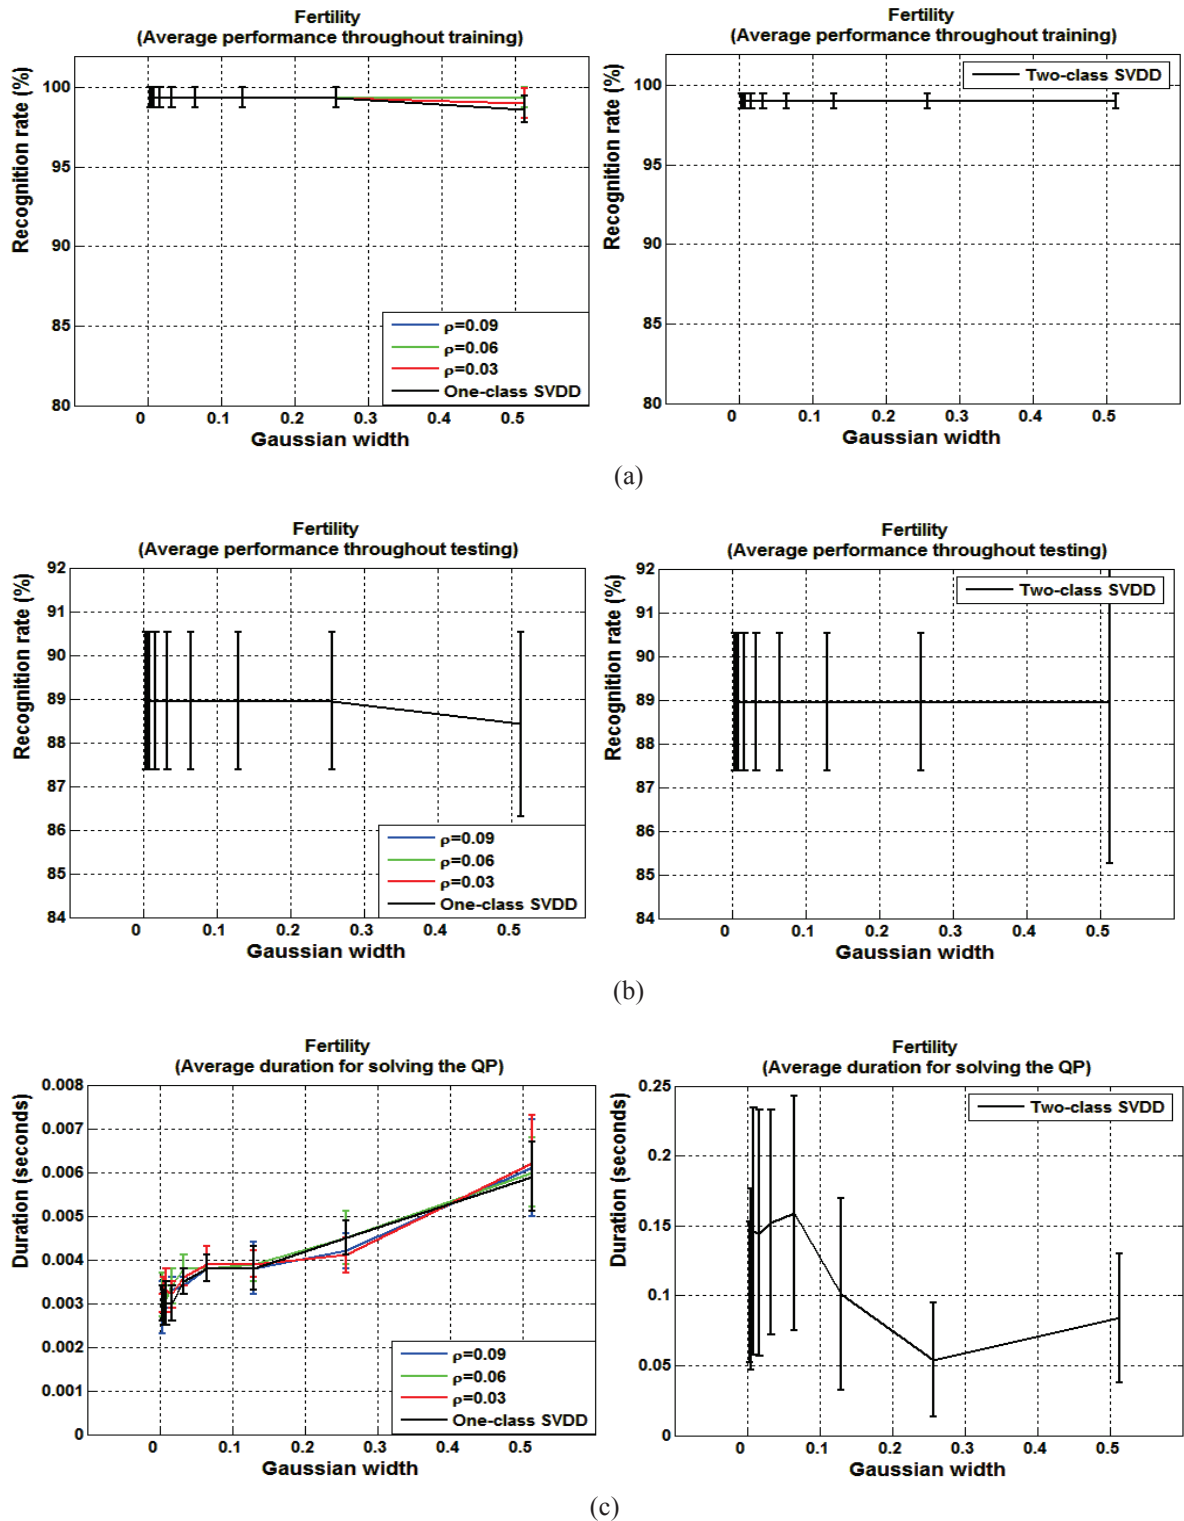 Fertility
(Average performance throughout training)
Recognition rate (%)
100
95
90
85
80
0 0.1 0.2 0.3 0.4 0.5
Gaussian width
ρ=0.09
ρ=0.06
ρ=0.03
One-class SVDD
Fertility
(Average performance throughout training)
Recognition rate (%)
100
95
90
85
80
0 0.1 0.2 0.3 0.4 0.5
Gaussian width
Two-class SVDD
(a)
Fertility
(Average performance throughout testing)
Recognition rate (%)
92
91
90
89
88
87
86
85
84
0 0.1 0.2 0.3 0.4 0.5
Gaussian width
ρ=0.09
ρ=0.06
ρ=0.03
One-class SVDD
Fertility
(Average performance throughout testing)
Recognition rate (%)
92
91
90
89
88
87
86
85
84
0 0.1 0.2 0.3 0.4 0.5
Gaussian width
Two-class SVDD
(b)
Fertility
(Average duration for solving the QP)
Duration (seconds)
0.008
0.007
0.006
0.005
0.004
0.003
0.002
0.001
0
0 0.1 0.2 0.3 0.4 0.5
Gaussian width
ρ=0.09
ρ=0.06
ρ=0.03
One-class SVDD
Fertility
(Average duration for solving the QP)
Duration (seconds)
0.25
0.2
0.15
0.1
0.05
0
0 0.1 0.2 0.3 0.4 0.5
Gaussian width
Two-class SVDD
(c)